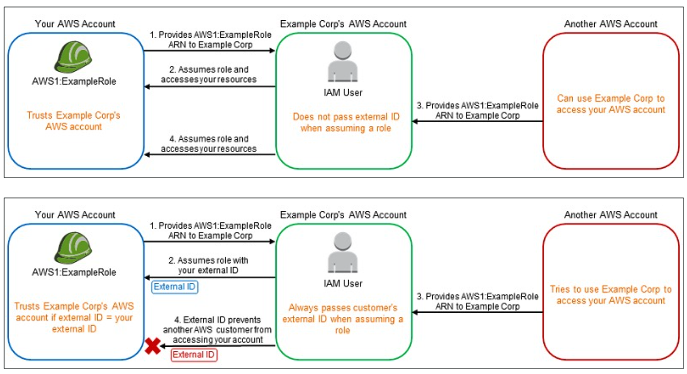 Your AWS Account
Example Corp's AWS Account
Another AWS Account
1. Provides AWS1:ExampleRole
ARN to Example Corp
AWS1:ExampleRole
2. Assumes role and
accesses your resources
IAM User
3. Provides AWS1:ExampleRole
ARN to Example Corp
Can use Example Corp to
access your AWS account
Trusts Example Corp's
AWS account
Does not pass external ID
when assuming a role
4. Assumes role and
accesses your resources
Your AWS Account
Example Corp's AWS Account
Another AWS Account
1. Provides AWS1:ExampleRole
ARN to Example Corp
AWS1:ExampleRole
2. Assumes role with
your external ID
External ID
IAM User
3. Provides AWS1:ExampleRole
ARN to Example Corp
Tries to use Example Corp to
access your AWS account
Trusts Example Corp's AWS
account if external ID = your
external ID
Always passes customer's
external ID when assuming a
role
4. External ID prevents
another AWS customer from
accessing your account
External ID